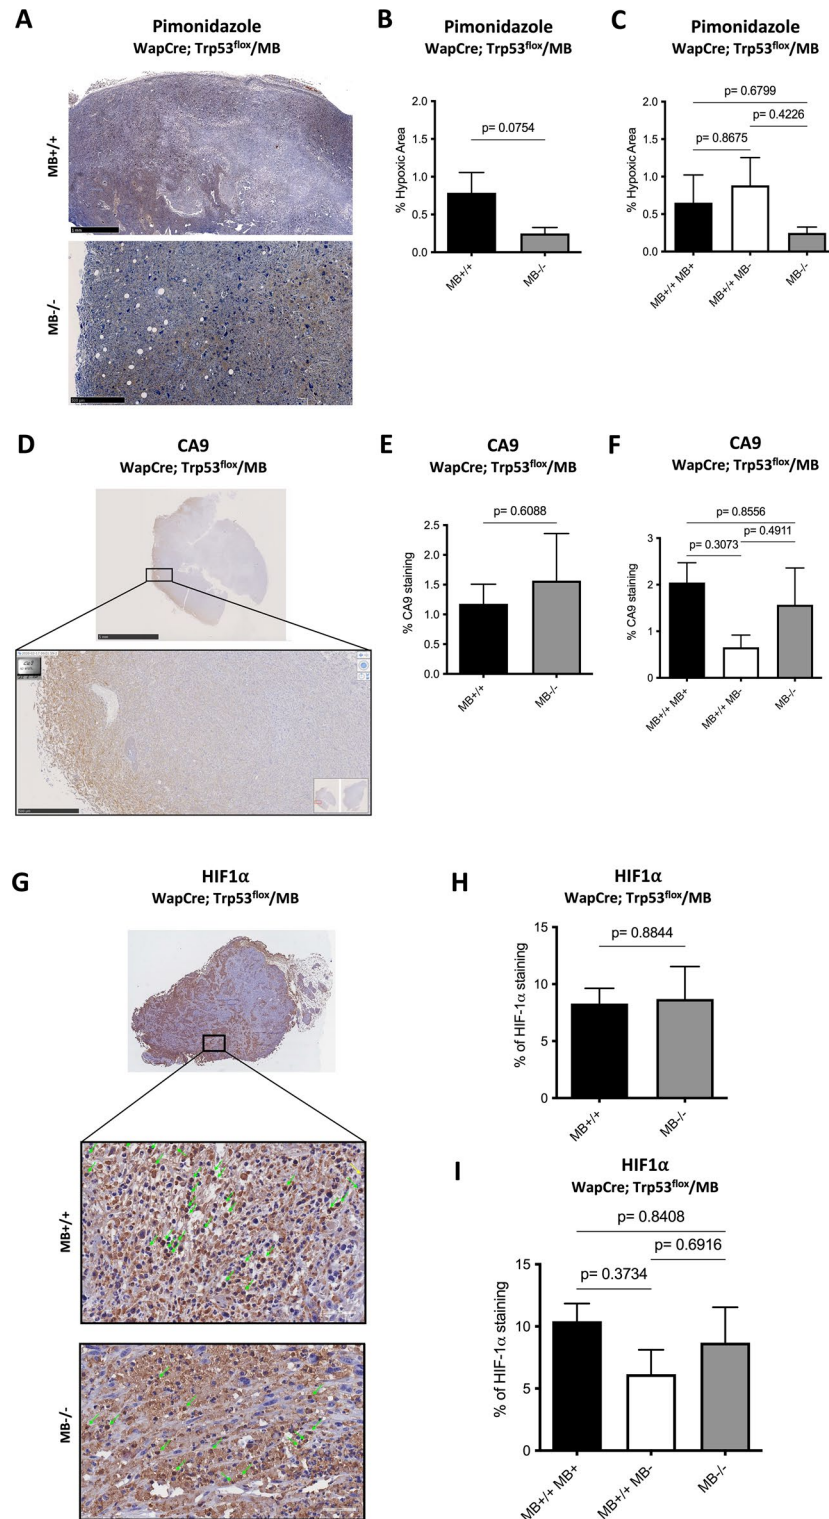 A
Pimonidazole
WapCre; Trp53flox/MB
MB+/+
1 mm
MB-/-
B
Pimonidazole
WapCre; Trp53flox/MB
% Hypoxic Area
2.0
1.5
1.0
0.5
0.0
p= 0.0754
MB+/+
MB-/-
C
Pimonidazole
WapCre; Trp53flox/MB
% Hypoxic Area
2.0
1.5
1.0
0.5
0.0
p= 0.6799
p= 0.4226
p= 0.8675
MB+/+ MB+
MB+/+ MB-
MB-/-
D
CA9
WapCre; Trp53flox/MB
E
CA9
WapCre; Trp53flox/MB
% CA9 staining
2.5
2.0
1.5
1.0
0.5
0.0
p= 0.6088
MB+/+
MB-/-
F
CA9
WapCre; Trp53flox/MB
% CA9 staining
3
2
1
0
p= 0.8556
p= 0.4911
p= 0.3073
MB+/+ MB+
MB+/+ MB-
MB-/-
G
HIF1α
WapCre; Trp53flox/MB
MB+/+
MB-/-
H
HIF1α
WapCre; Trp53flox/MB
% of HIF-1α staining
15
10
5
0
p= 0.8844
MB+/+
MB-/-
I
HIF1α
WapCre; Trp53flox/MB
% of HIF-1α staining
15
10
5
0
p= 0.8408
p= 0.6916
p= 0.3734
MB+/+ MB+
MB+/+ MB-
MB-/-